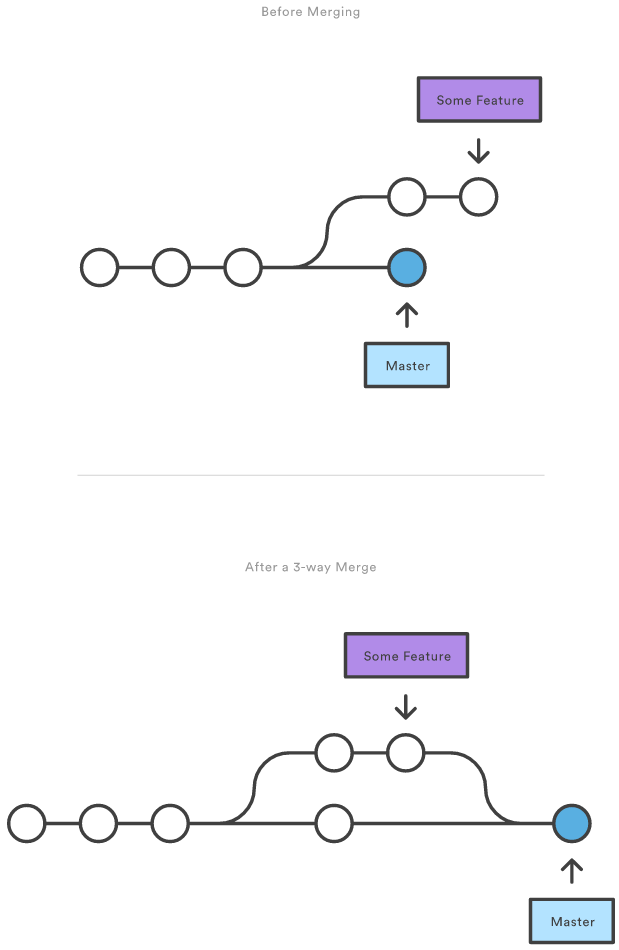 Before Merging
Some Feature
Master
After a 3-way Merge
Some Feature
Master